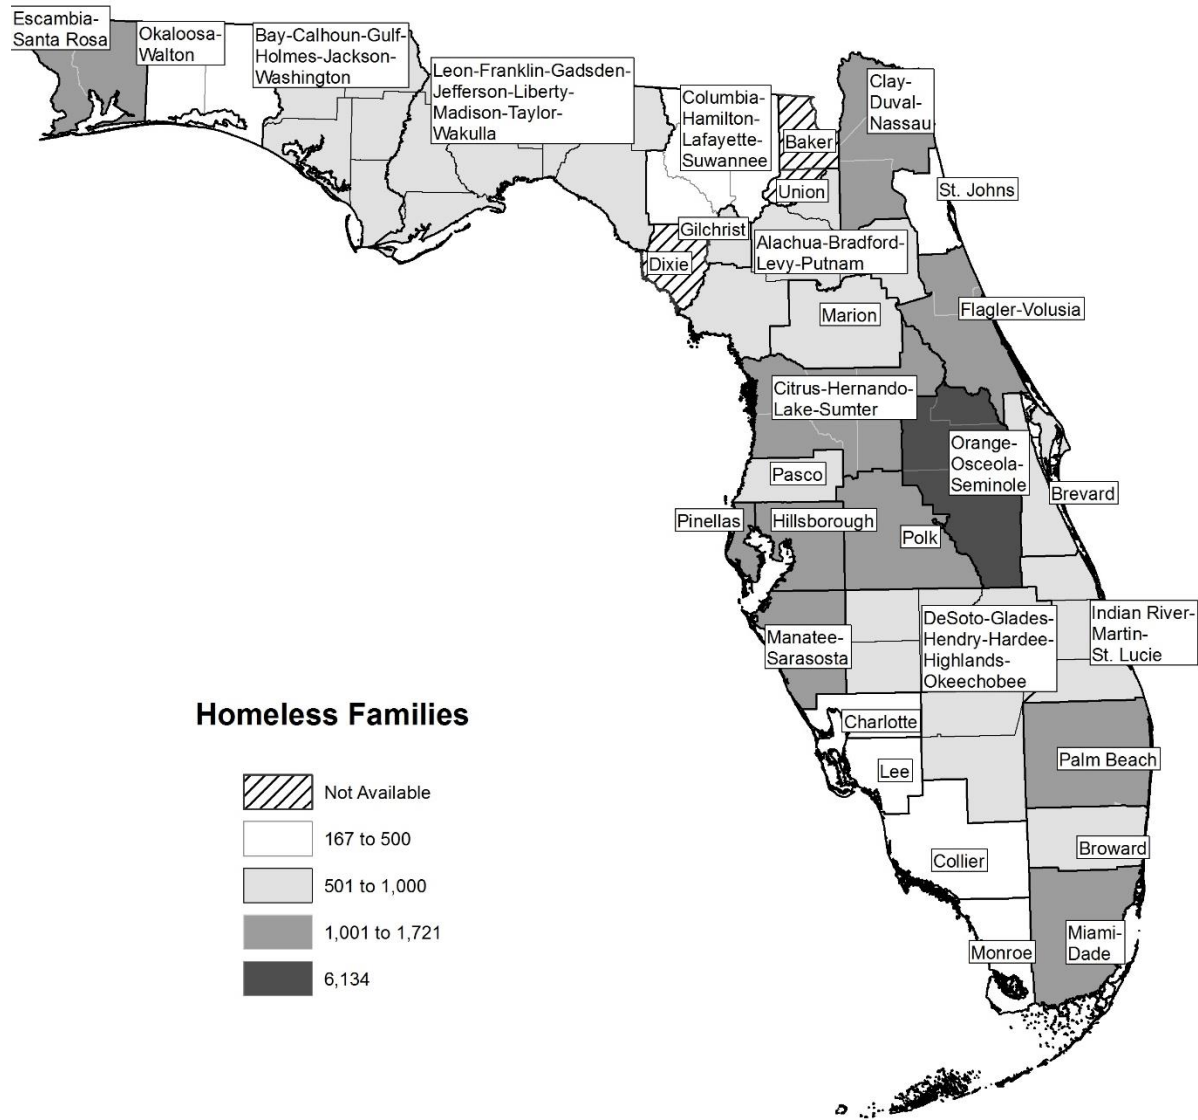 Escambia-
Santa Rosa
Okaloosa-
Walton
Bay-Calhoun-Gulf-
Holmes-Jackson-
Washington
Leon-Franklin-Gadsden-
Jefferson-Liberty-
Madison-Taylor-
Wakulla
Columbia-
Hamilton-
Lafayette-
Suwannee
Baker
Clay-
Duval-
Nassau
Union
St. Johns
Gilchrist
Dixie
Alachua-Bradford-
Levy-Putnam
Marion
Flagler-Volusia
Citrus-Hernando-
Lake-Sumter
Orange-
Osceola-
Seminole
Pasco
Brevard
Pinellas
Hillsborough
Polk
Manatee-
Sarasosta
DeSoto-Glades-
Hendry-Hardee-
Highlands-
Okeechobee
Indian River-
Martin-
St. Lucie
Charlotte
Lee
Palm Beach
Collier
Broward
Monroe
Miami-
Dade
Homeless Families
Not Available
167 to 500
501 to 1,000
1,001 to 1,721
6,134